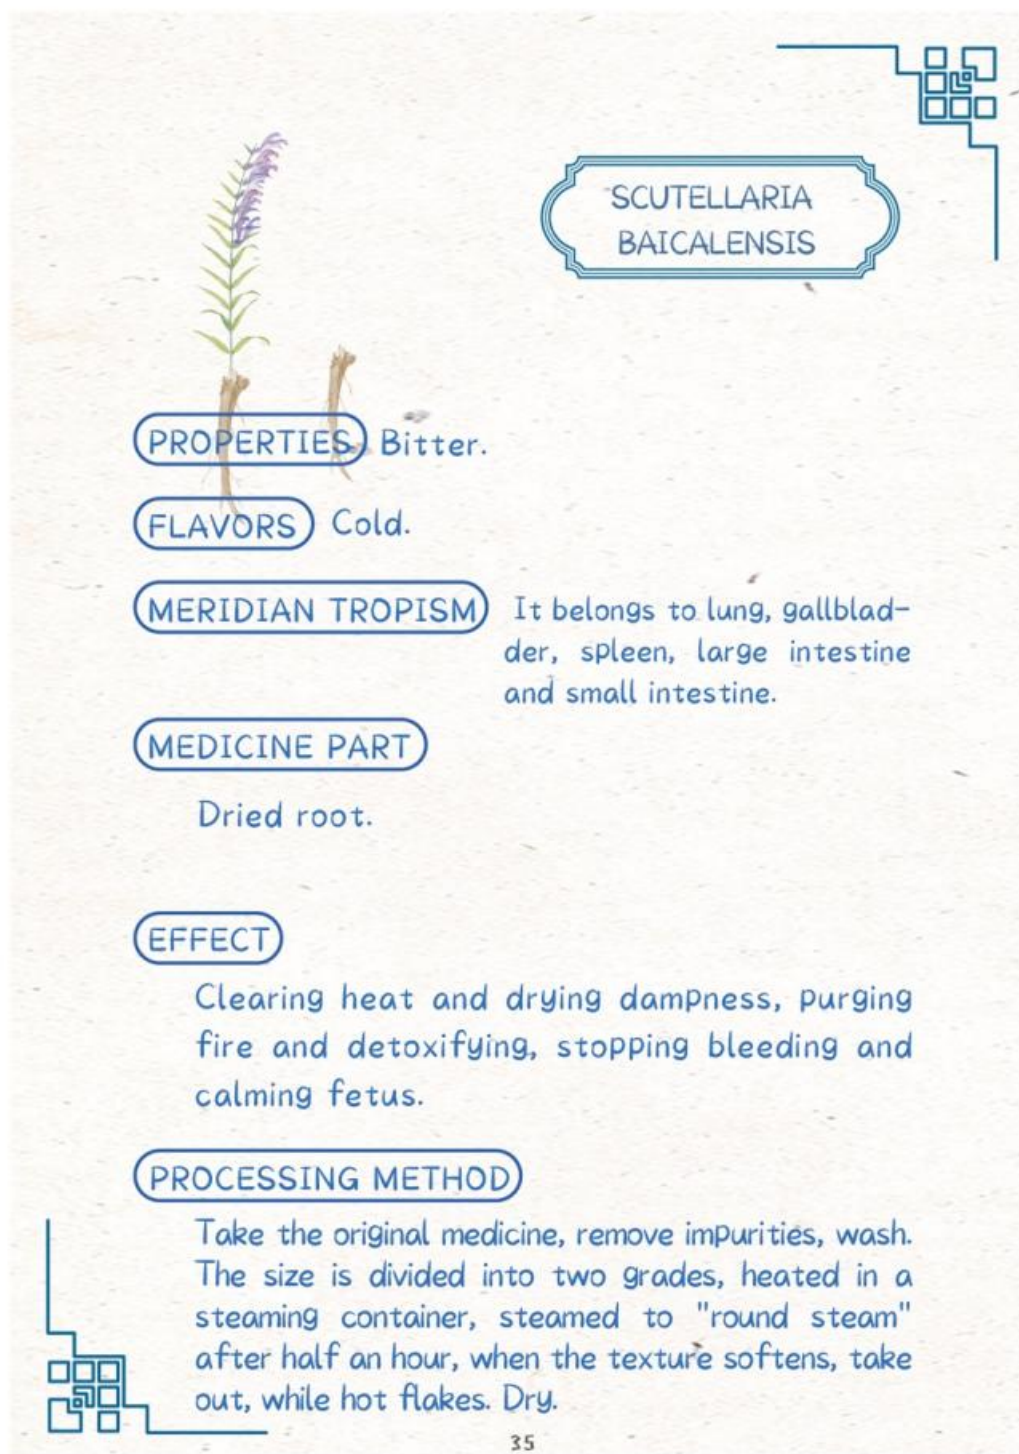 SCUTELLARIA
BAICALENSIS
PROPERTIES Bitter.
FLAVORS Cold.
MERIDIAN TROPISM It belongs to lung, gallblad-
der, spleen, large intestine
and small intestine.
MEDICINE PART
Dried root.
EFFECT
Clearing heat and drying dampness, purging
fire and detoxifying, stopping bleeding and
calming fetus.
PROCESSING METHOD
Take the original medicine, remove impurities, wash.
The size is divided into two grades, heated in a
steaming container, steamed to "round steam"
after half an hour, when the texture softens, take
out, while hot flakes. Dry.
35